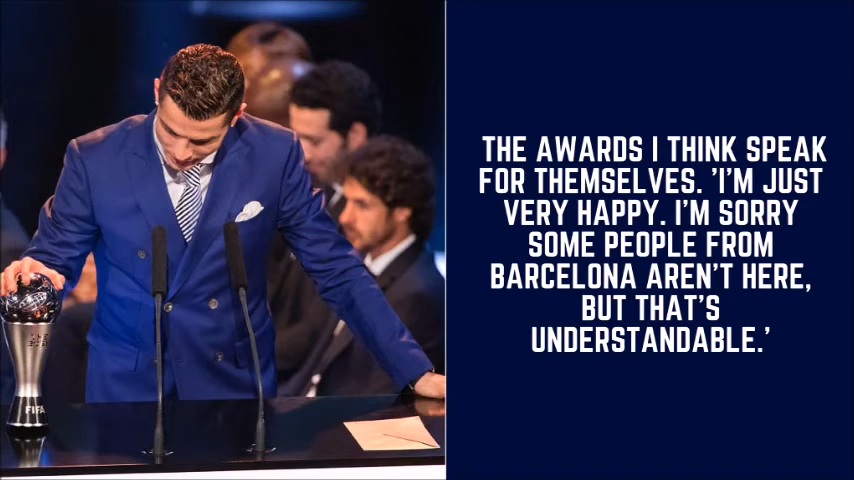 THE AWARDS I THINK SPEAK
FOR THEMSELVES. 'I'M JUST
VERY HAPPY. I'M SORRY
SOME PEOPLE FROM
BARCELONA AREN'T HERE,
BUT THAT'S
UNDERSTANDABLE.'
FIFA